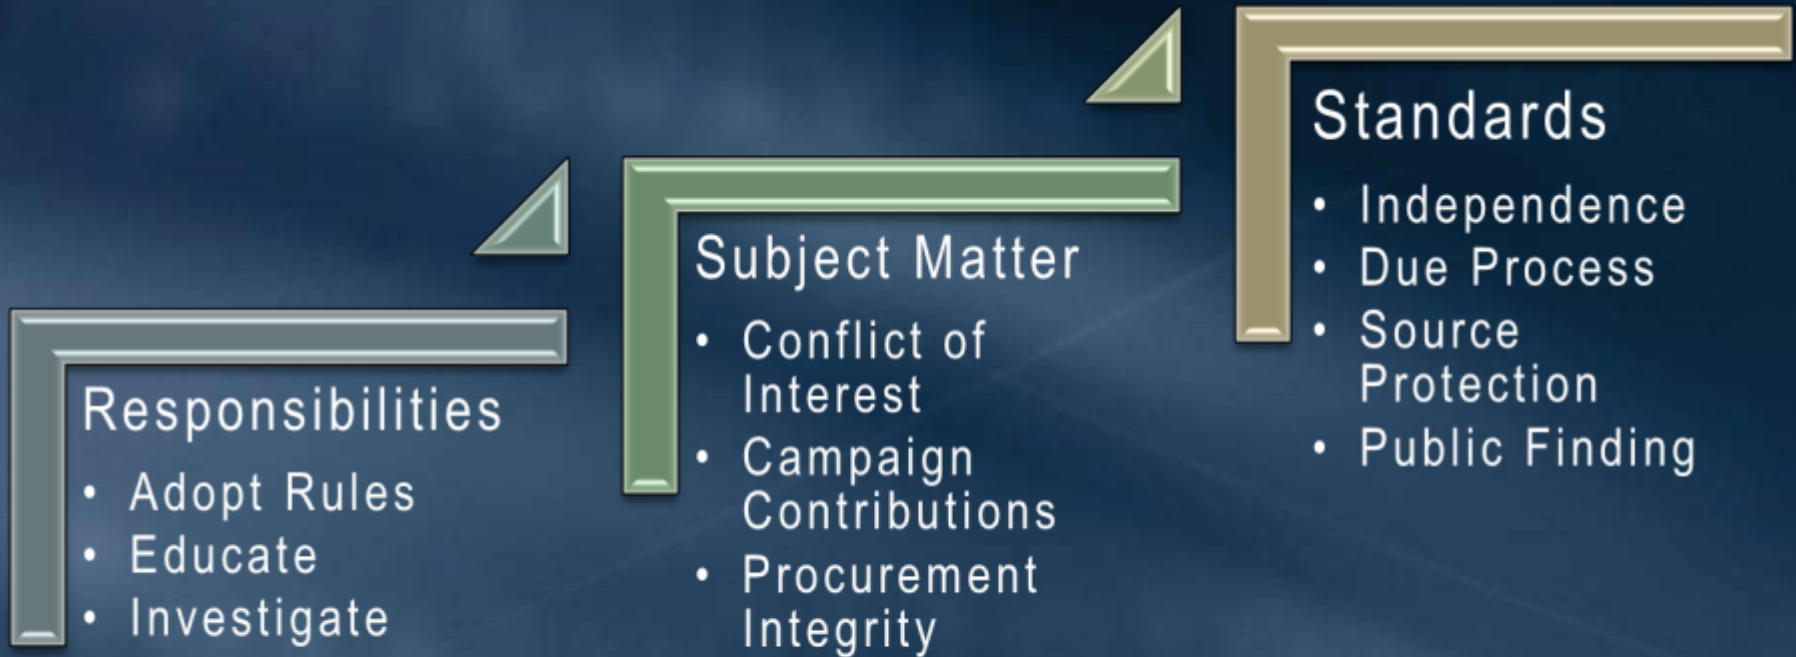 Responsibilities
• Adopt Rules
• Educate
• Investigate
Subject Matter
• Conflict of
Interest
• Campaign
Contributions
• Procurement
Integrity
Standards
• Independence
• Due Process
• Source
Protection
• Public Finding